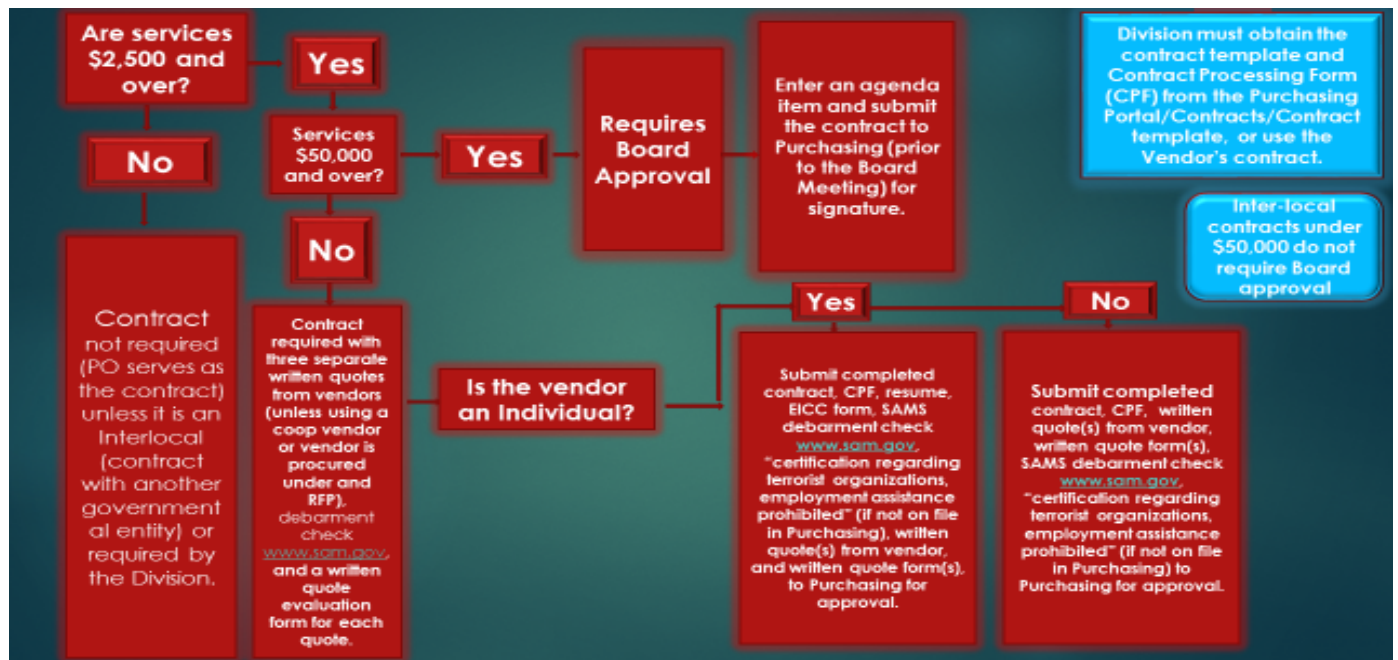 Are services
$2,500 and
over?
Yes
No
Services
$50,000
and over?
Yes
No
Requires
Board
Approval
Enter an agenda
item and submit
the contract to
Purchasing (prior
to the Board
Meeting) for
signature.
Division must obtain the
contract template and
Contract Processing Form
(CPF) from the Purchasing
Portal/Contracts/Contract
template, or use the
Vendor's contract.
Inter-local
contracts under
$50,000 do not
require Board
approval
Contract
not required
(PO serves as
the contract)
unless it is an
Interlocal
(contract
with another
government
al entity) or
required by
the Division.
Contract
required with
three separate
written quotes
from vendors
(unless using a
coop vendor
or vendor is
procured
under and
RFP),
debarment
check
www.sam.gov,
and a written
quote
evaluation
form for each
quote.
Is the vendor
an Individual?
Yes
No
Submit completed
contract, CPF, resume,
EICC form, SAMS
debarment check
www.sam.gov,
"certification regarding
terrorist organizations,
employment assistance
prohibited" (if not on file
in Purchasing), written
quote(s) from vendor,
and written quote form(s),
to Purchasing for
approval.
Submit completed
contract, CPF, written
quote(s) from vendor,
written quote form(s),
SAMS debarment check
www.sam.gov,
"certification regarding
terrorist organizations,
employment assistance
prohibited" (if not on file
in Purchasing) to
Purchasing for approval.